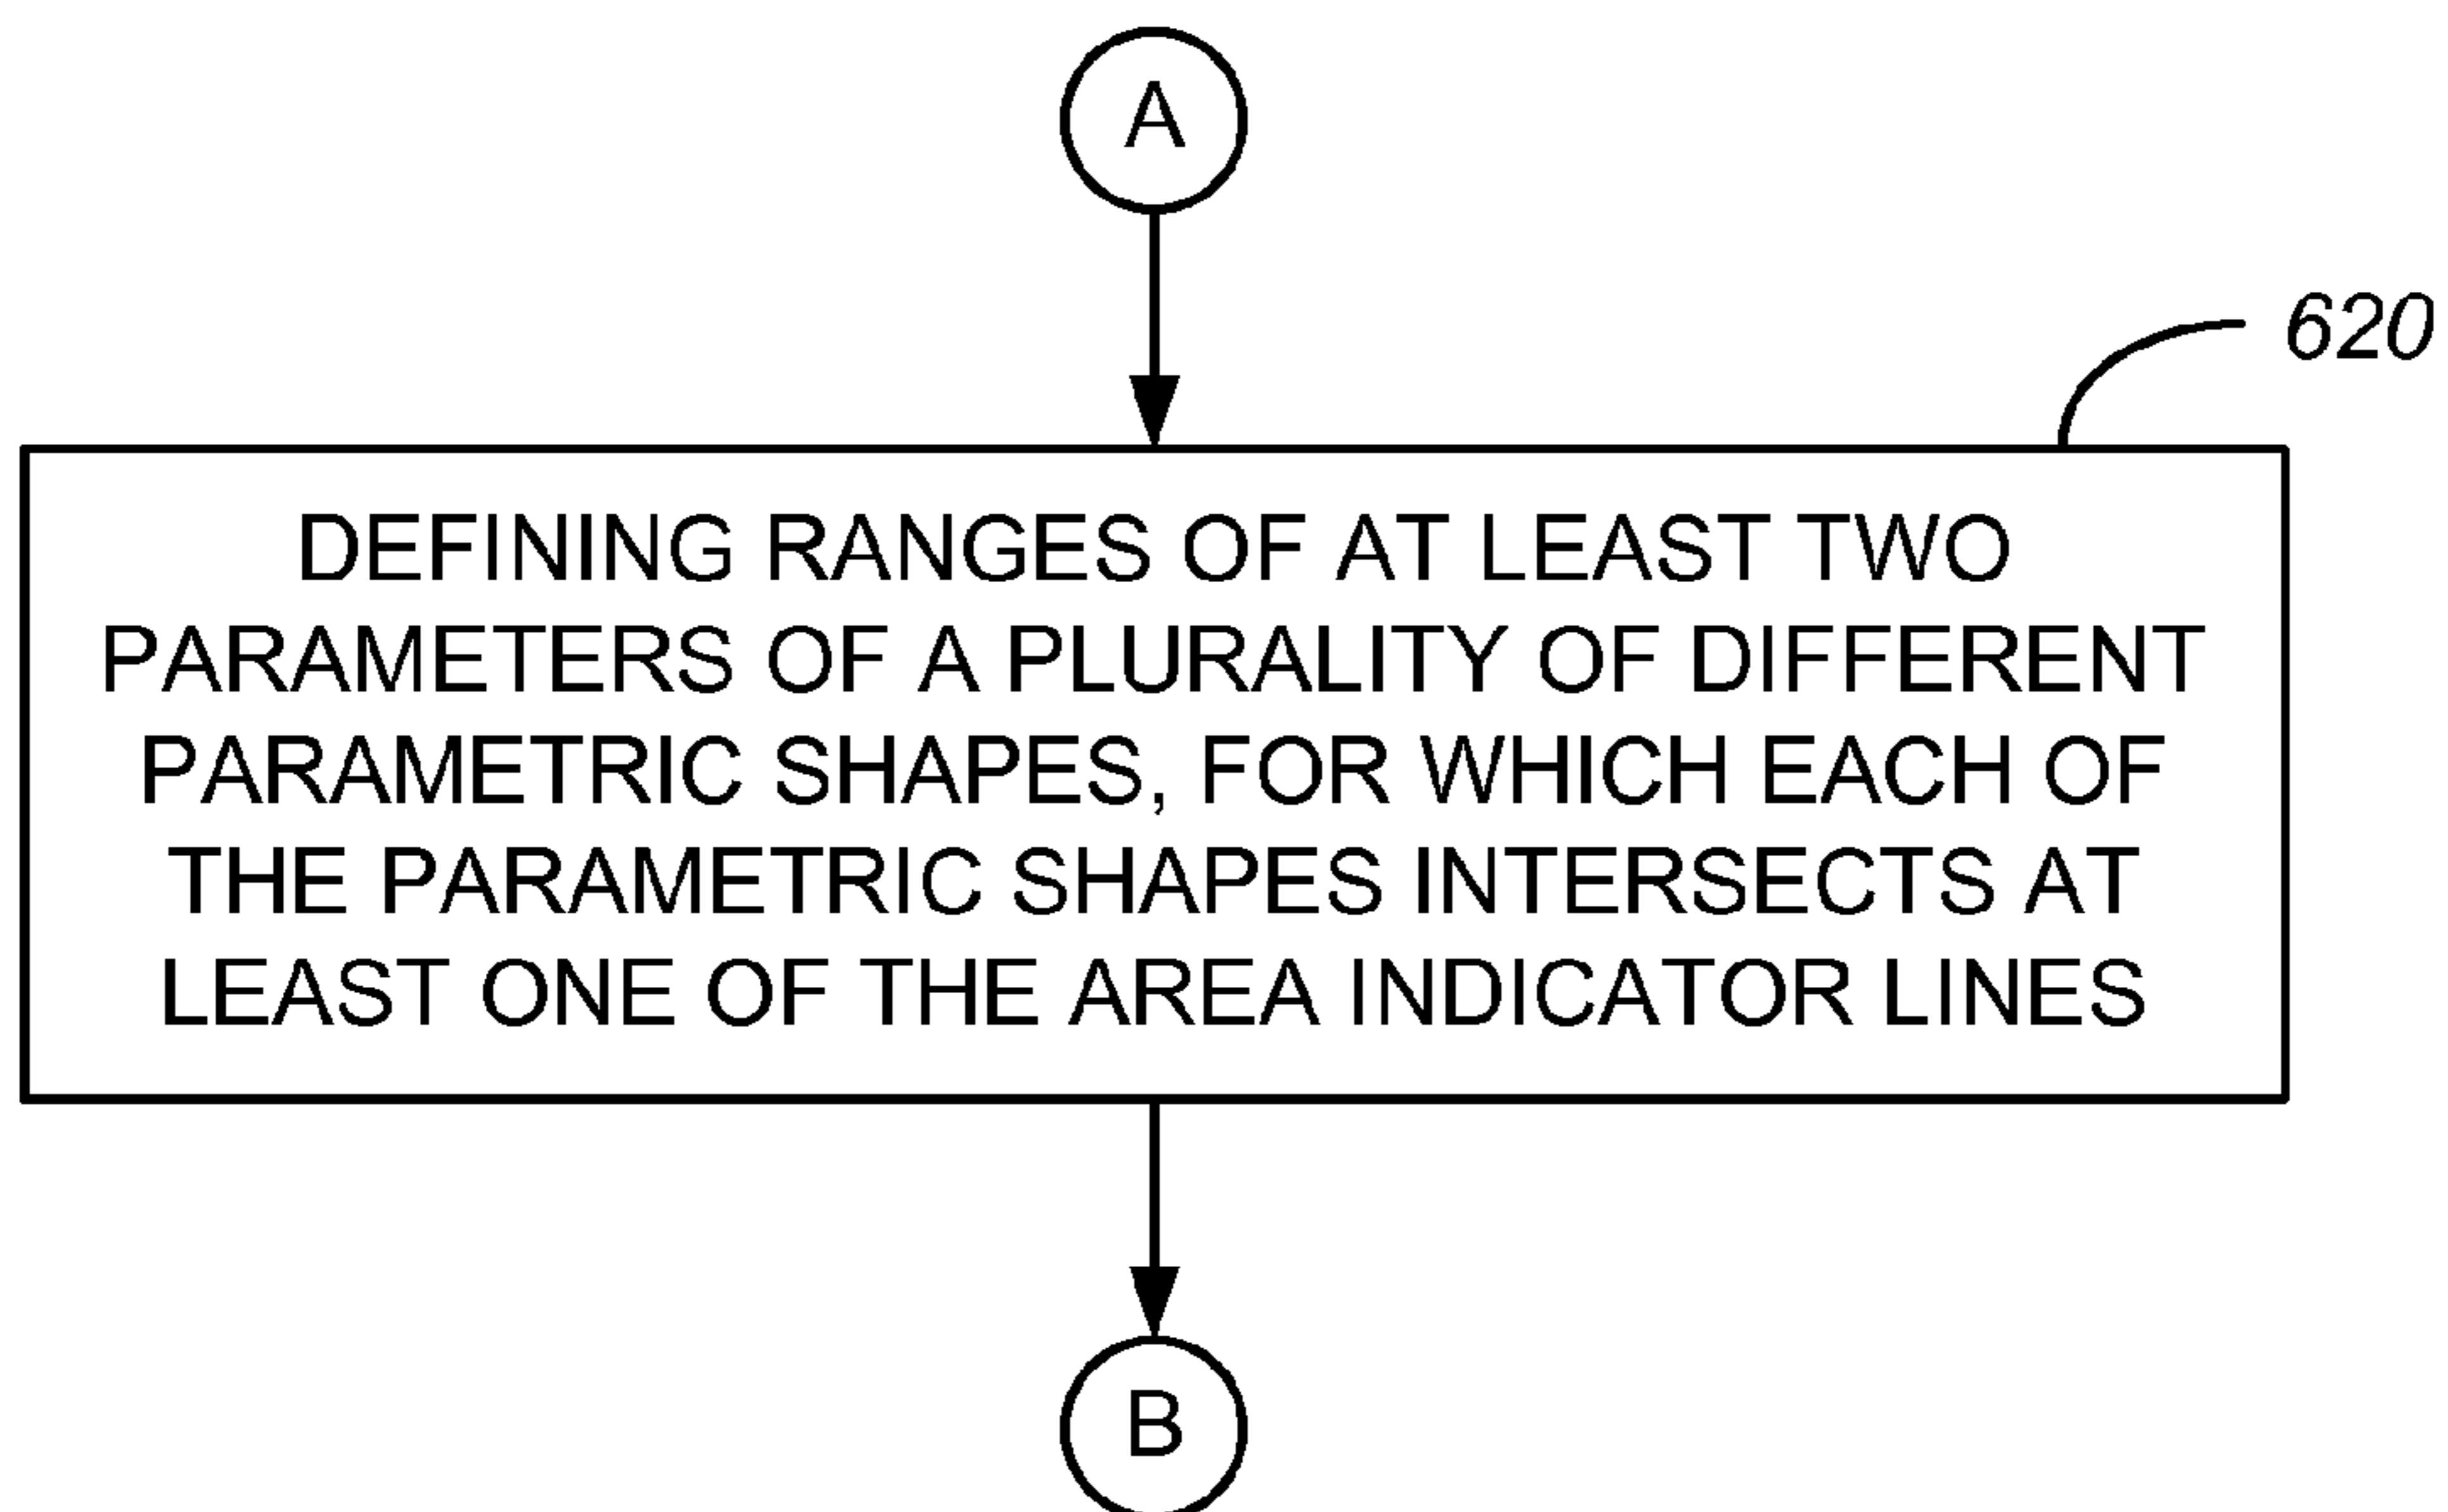 A
620
DEFINING RANGES OF AT LEAST TWO
PARAMETERS OF A PLURALITY OF DIFFERENT
PARAMETRIC SHAPES, FOR WHICH EACH OF
THE PARAMETRIC SHAPES INTERSECTS AT
LEAST ONE OF THE AREA INDICATOR LINES
B